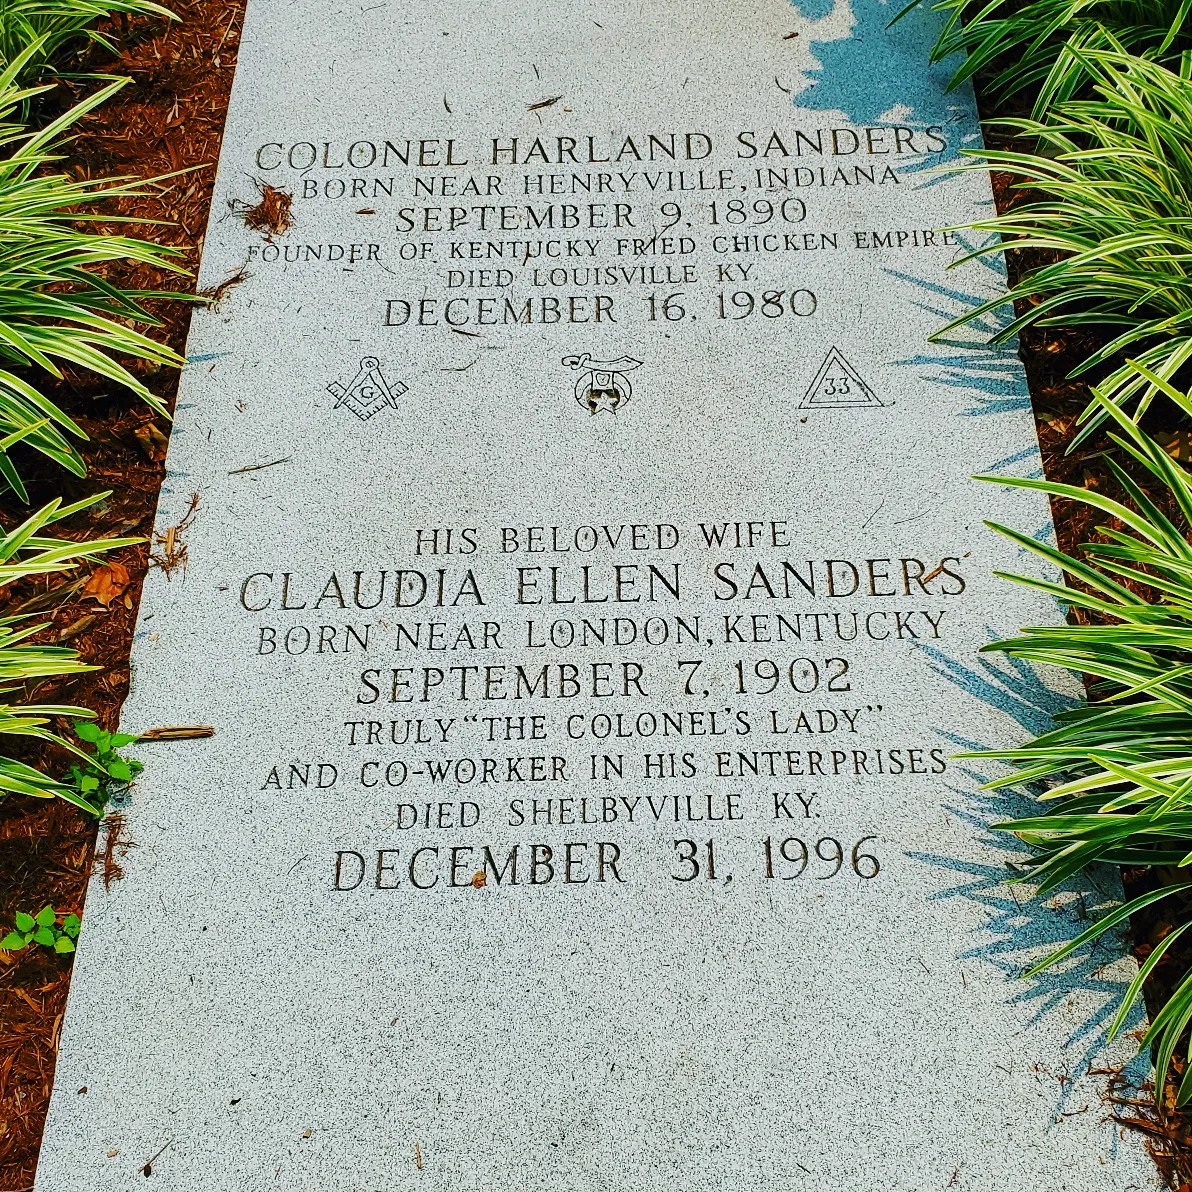 COLONEL HARLAND SANDERS
BORN NEAR HENRYVILLE, INDIANA
SEPTEMBER 9, 1890
FOUNDER OF KENTUCKY FRIED CHICKEN EMPIRE
DIED LOUISVILLE KY.
DECEMBER 16, 1980
G 33
HIS BELOVED WIFE
CLAUDIA ELLEN SANDERS
BORN NEAR LONDON, KENTUCKY
SEPTEMBER 7, 1902
TRULY "THE COLONEL'S LADY"
AND CO-WORKER IN HIS ENTERPRISES
DIED SHELBYVILLE KY.
DECEMBER 31, 1996